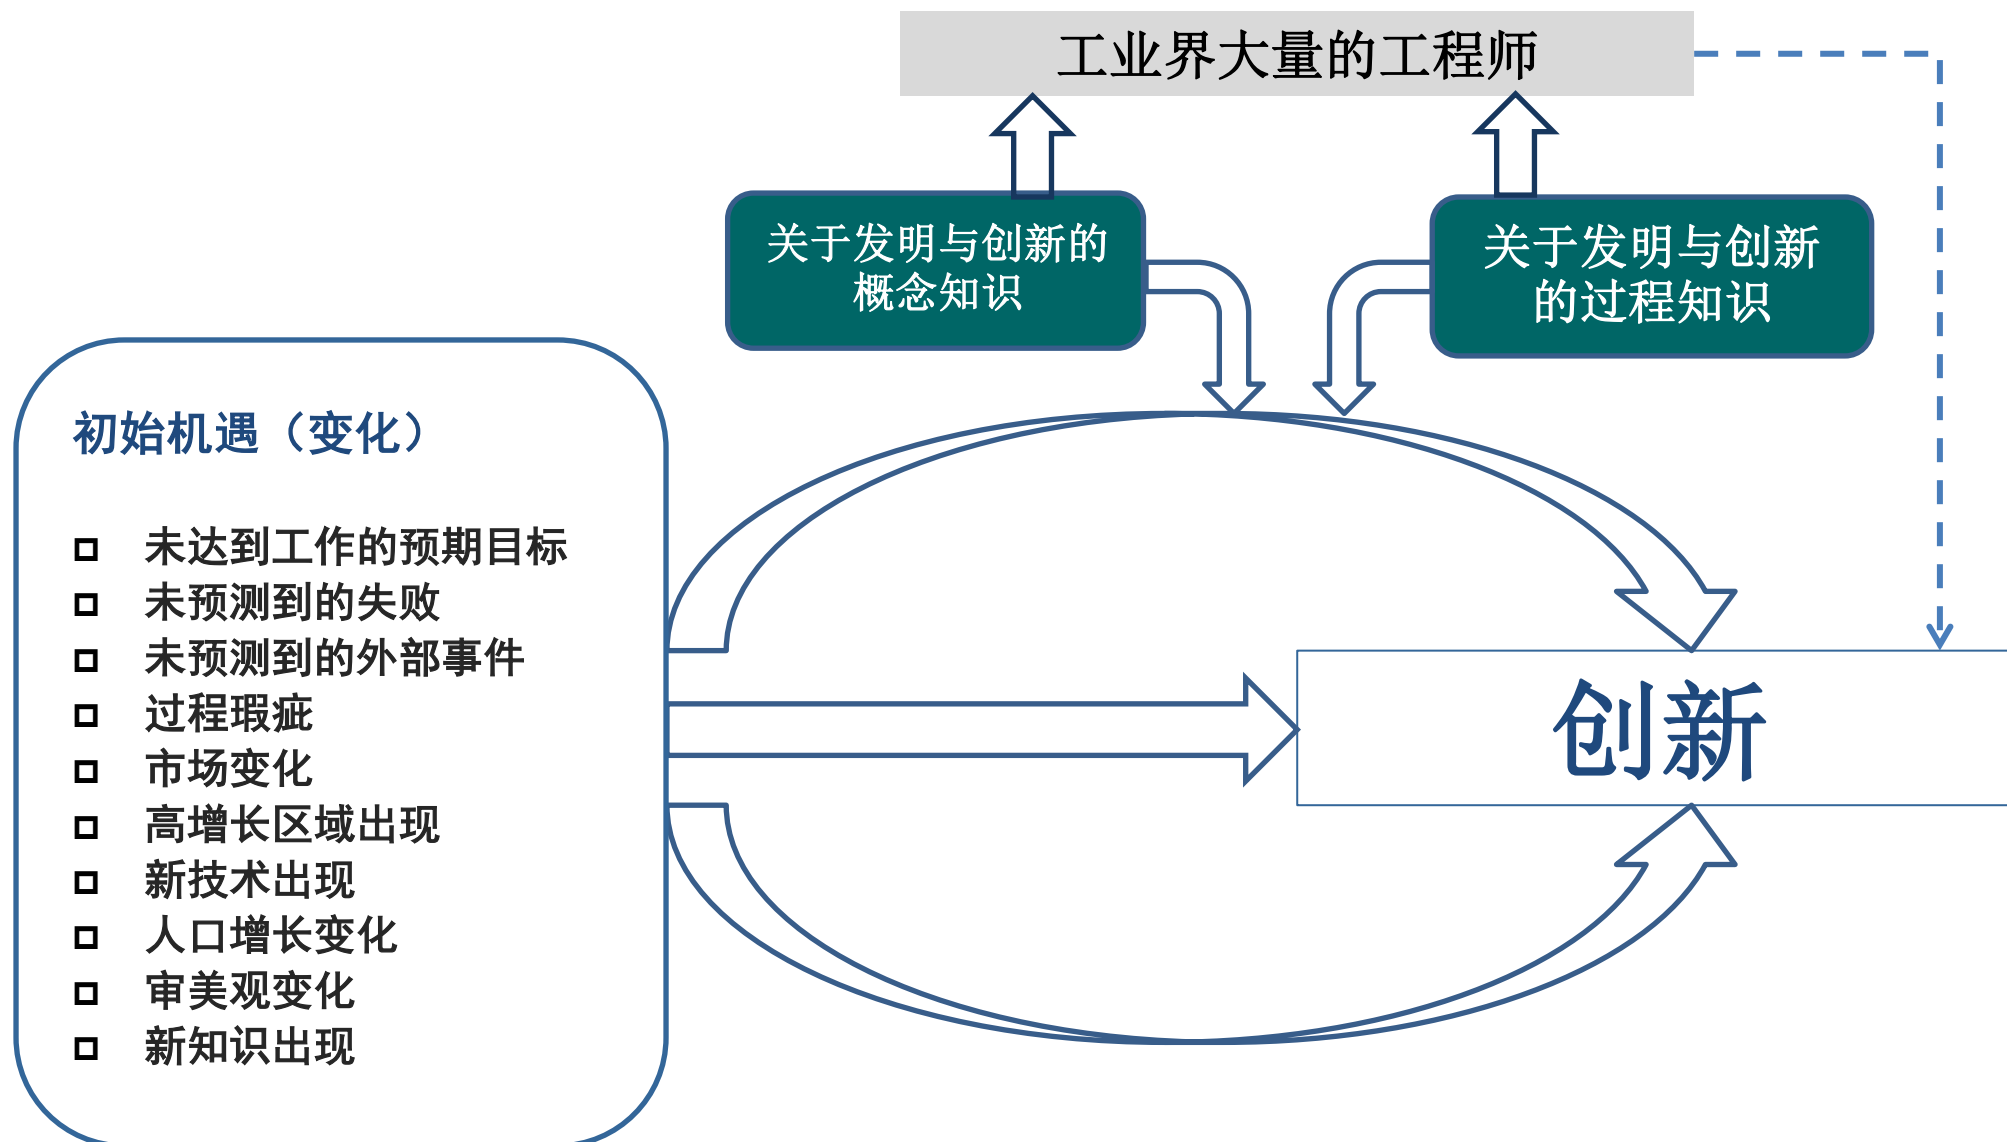 工业界大量的工程师
关于发明与创新的
概念知识
关于发明与创新
的过程知识
初始机遇（变化）
未达到工作的预期目标
未预测到的失败
未预测到的外部事件
过程瑕疵
市场变化
高增长区域出现
新技术出现
人口增长变化
审美观变化
新知识出现
创新